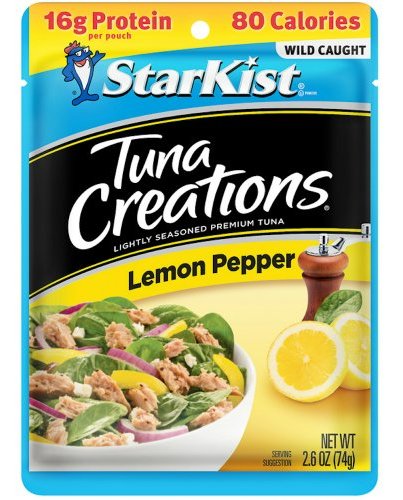 16g Protein
per pouch
80 Calories
WILD CAUGHT
StarKist®
Tuna
Creations®
LIGHTLY SEASONED PREMIUM TUNA
Lemon Pepper
SERVING
SUGGESTION
NET WT
2.6 OZ (74g)